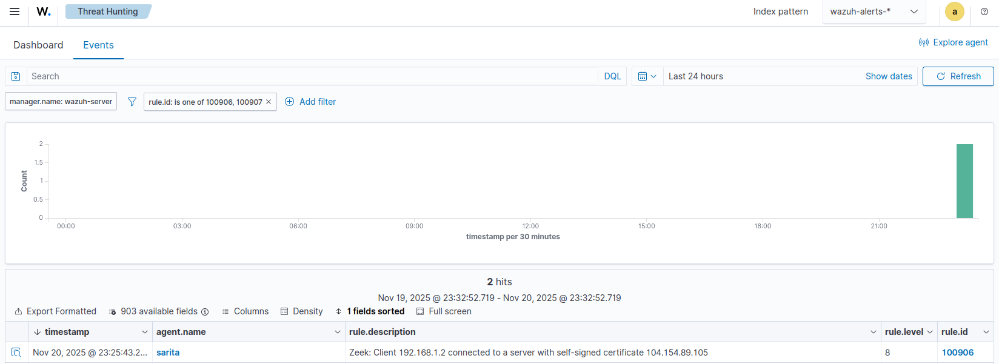 W. Threat Hunting Index pattern wazuh-alerts-* a
Dashboard Events Explore agent
Search DQL Last 24 hours Show dates Refresh
manager.name: wazuh-server rule.id: is one of 100906, 100907 Add filter
2
1.5
1
0.5
0
Count
00:00 03:00 06:00 09:00 12:00 15:00 18:00 21:00
timestamp per 30 minutes
2 hits
Nov 19, 2025 @ 23:32:52.719 - Nov 20, 2025 @ 23:32:52.719
Export Formatted 903 available fields Columns Density 1 fields sorted Full screen
timestamp agent.name rule.description rule.level rule.id
Nov 20, 2025 @ 23:25:43.2... sarita Zeek: Client 192.168.1.2 connected to a server with self-signed certificate 104.154.89.105 8 100906